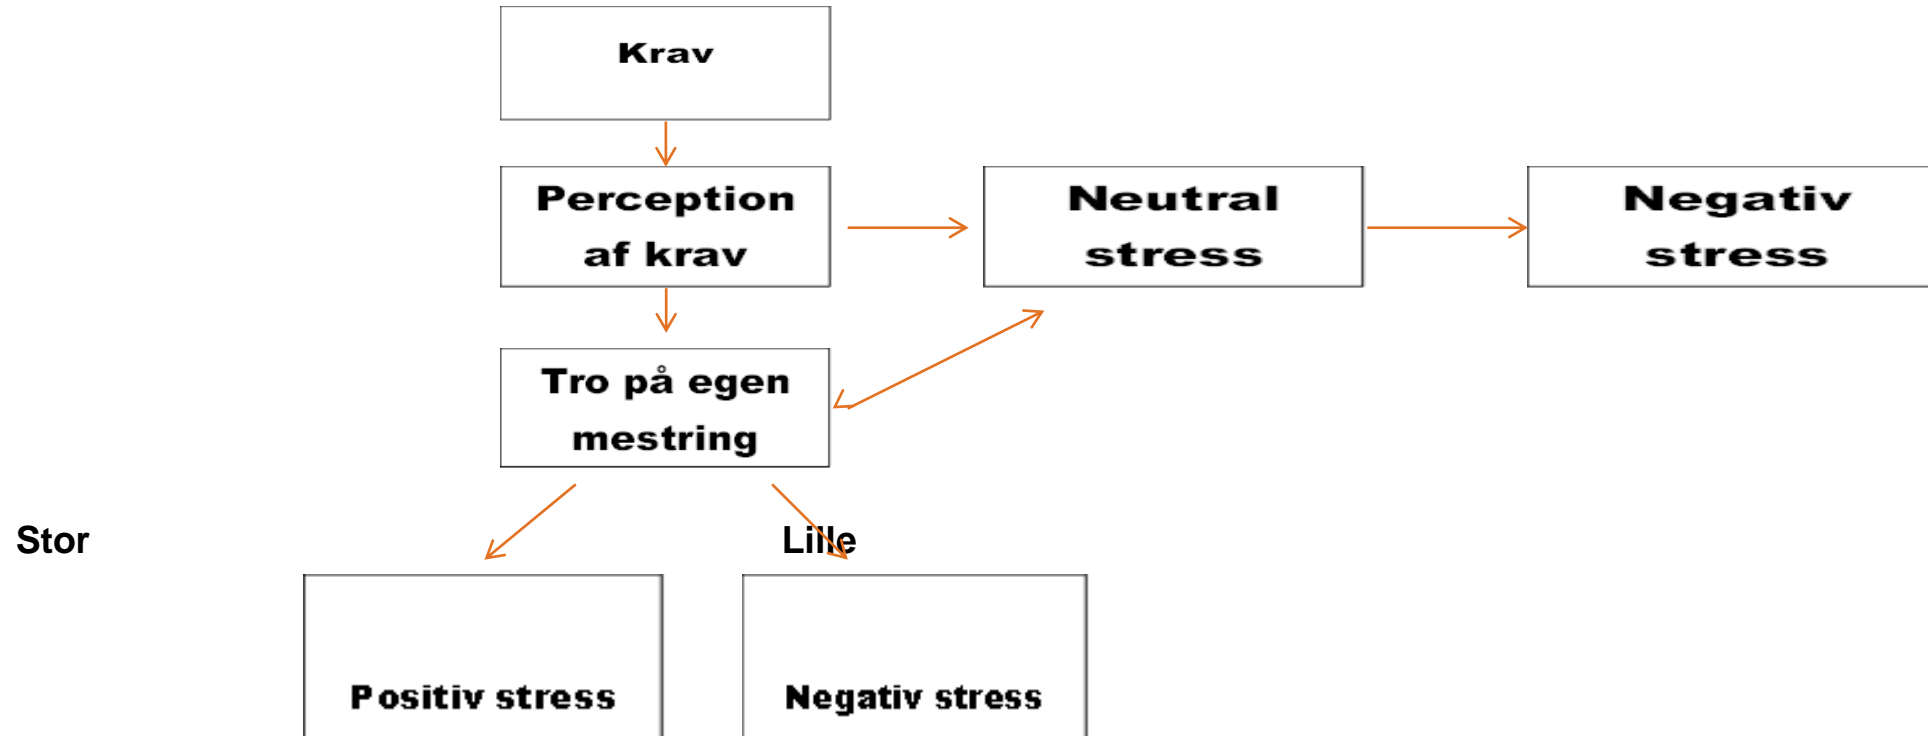 Krav
Perception
af krav
Neutral
stress
Negativ
stress
Tro på egen
mestring
Stor
Lille
Positiv stress
Negativ stress